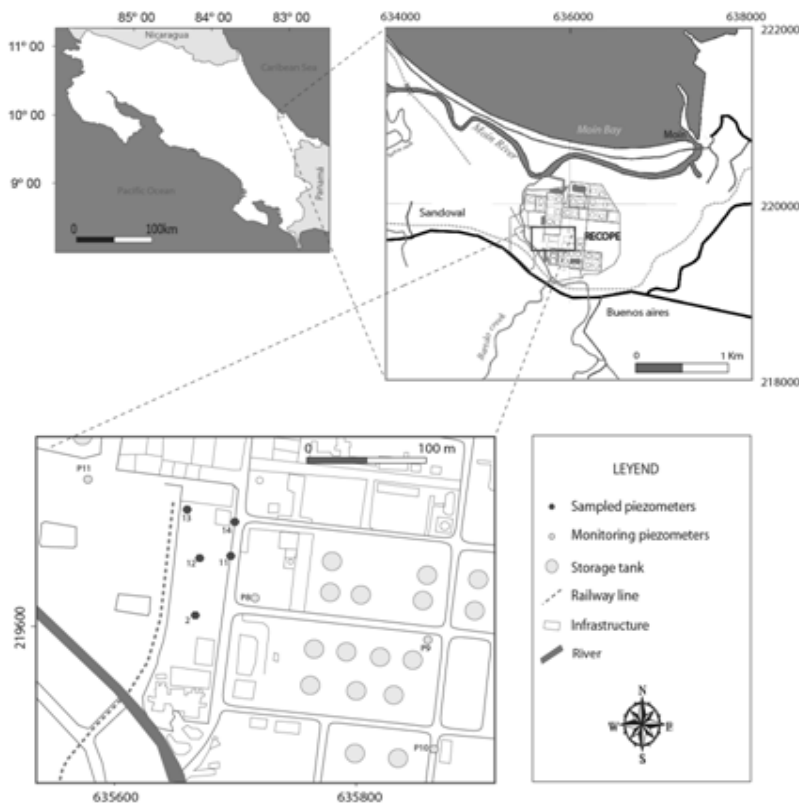 85° 00
84° 00
83° 00
11° 00
10° 00
9° 00
Nicaragua
Caribbean Sea
Pacific Ocean
Panamá
0
100km
634000
636000
638000
222000
220000
218000
Moin Bay
Moin
Moin River
Sandoval
RECOPE
Buenos aires
0
1 Km
0
100 m
P11
13
14
12
11
P8
2
P9
P10
219600
635600
635800
LEYEND
Sampled piezometers
Monitoring piezometers
Storage tank
Railway line
Infrastructure
River
N
W
E
S